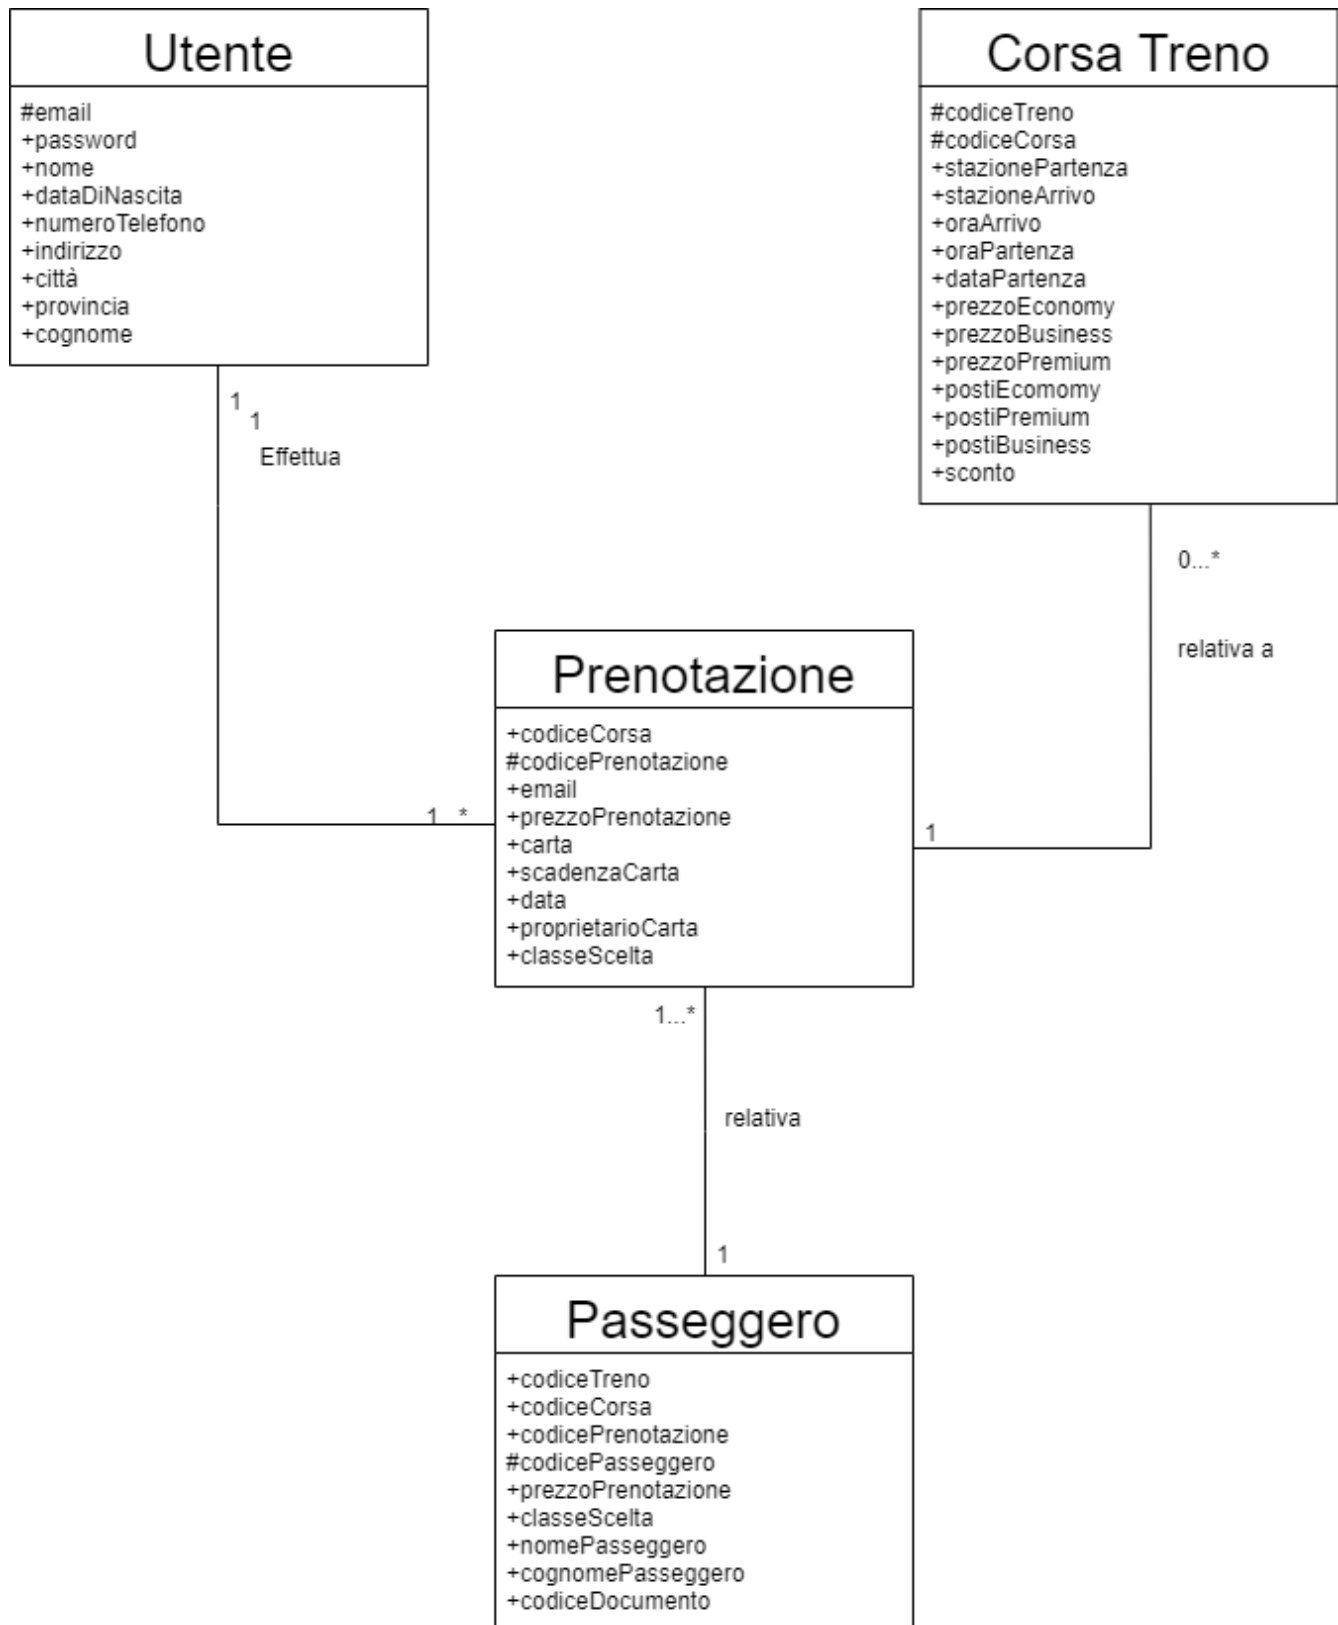 Utente
#email
+password
+nome
+dataDiNascita
+numeroTelefono
+indirizzo
+città
+provincia
+cognome
Corsa Treno
#codiceTreno
#codiceCorsa
+stazionePartenza
+stazioneArrivo
+oraArrivo
+oraPartenza
+dataPartenza
+prezzoEconomy
+prezzoBusiness
+prezzoPremium
+postiEcomomy
+postiPremium
+postiBusiness
+sconto
1
1
Effettua
0...*
relativa a
Prenotazione
+codiceCorsa
#codicePrenotazione
+email
+prezzoPrenotazione
+carta
+scadenzaCarta
+data
+proprietarioCarta
+classeScelta
1...*
1
1...*
relativa
1
Passeggero
+codiceTreno
+codiceCorsa
+codicePrenotazione
#codicePasseggero
+prezzoPrenotazione
+classeScelta
+nomePasseggero
+cognomePasseggero
+codiceDocumento